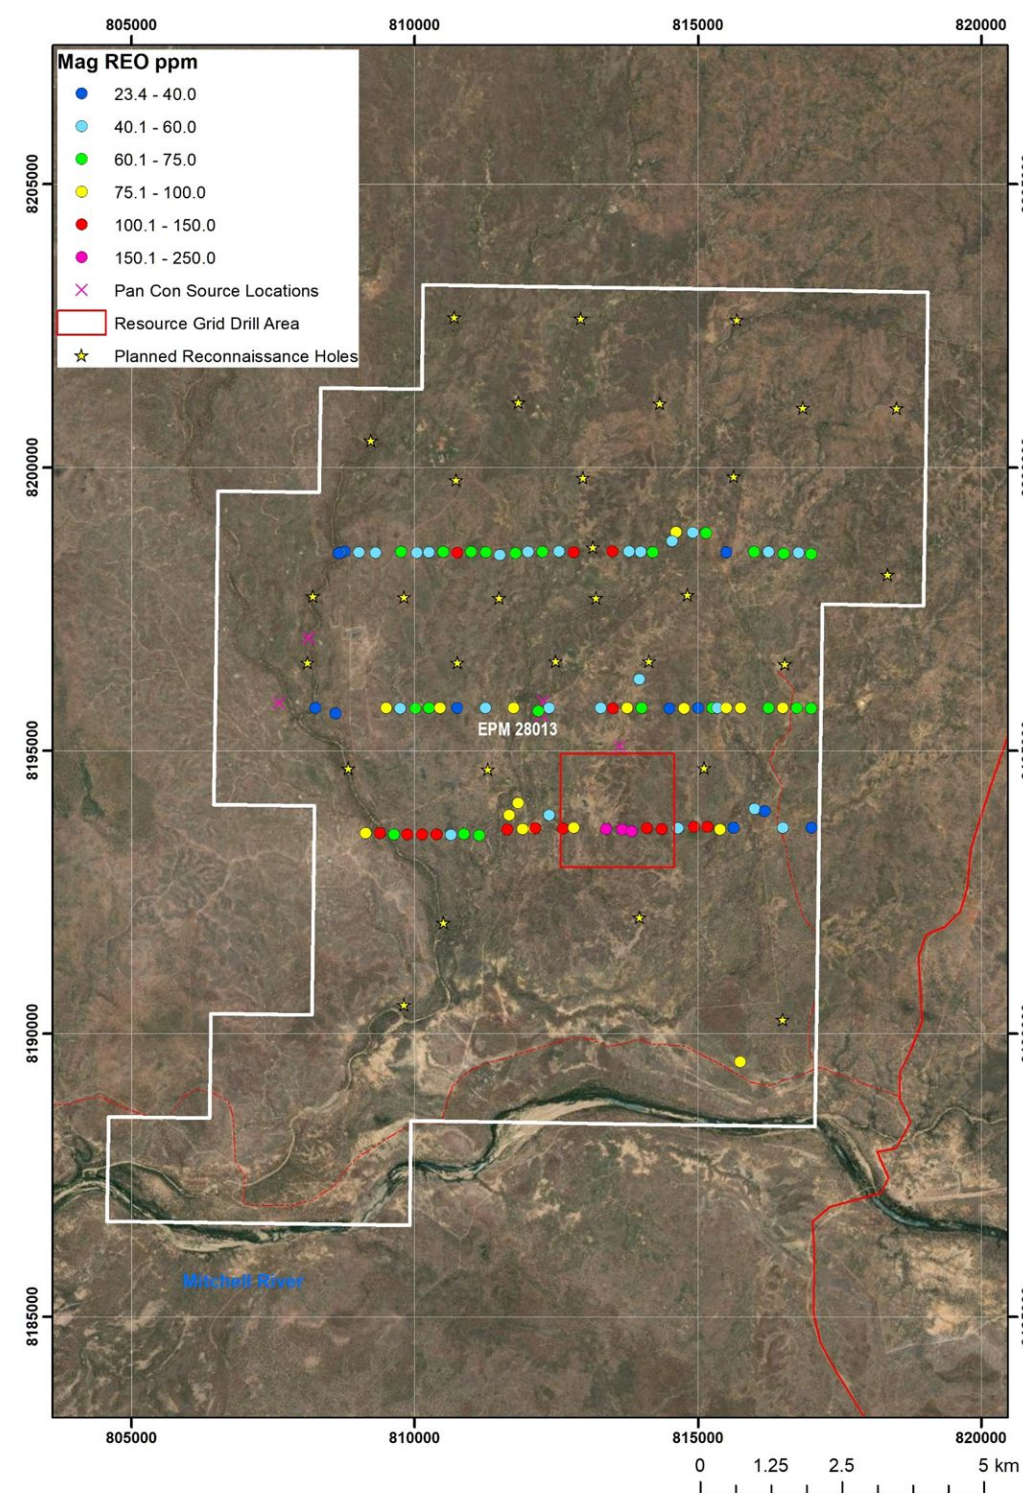 805000 810000 815000 820000
Mag REO ppm
23.4 - 40.0
40.1 - 60.0
60.1 - 75.0
75.1 - 100.0
100.1 - 150.0
150.1 - 250.0
Pan Con Source Locations
Resource Grid Drill Area
Planned Reconnaissance Holes
8205000
8200000
8195000
EPM 28013
8190000
Mitchell River
8185000
805000 810000 815000 820000
0 1.25 2.5 5 km